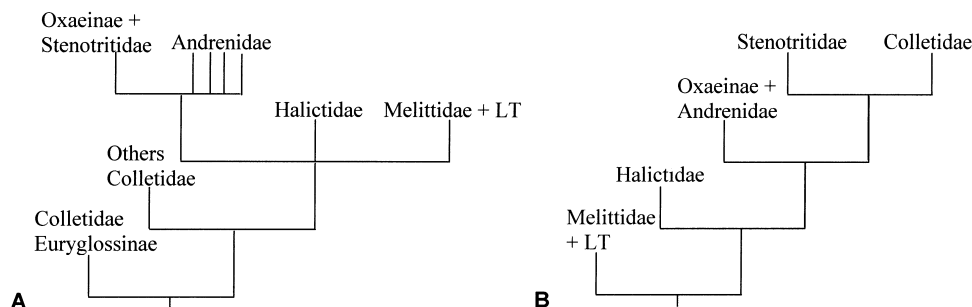 Oxaeinae +
Stenotritidae
Andrenidae
Halictidae
Melittidae + LT
Others
Colletidae
Colletidae
Euryglossinae
A
Stenotritidae
Colletidae
Oxaeinae +
Andrenidae
Halictidae
Melittidae
+ LT
B